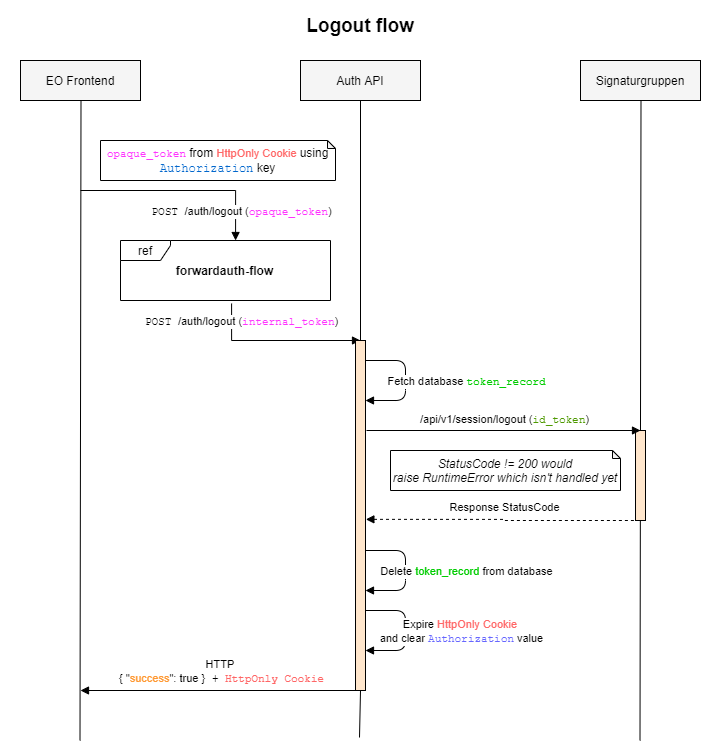 Logout flow
EO Frontend
Auth API
Signaturgruppen
opaque_token from HttpOnly Cookie using
Authorization key
POST /auth/logout (opaque_token)
ref
forwardauth-flow
POST /auth/logout (internal_token)
Fetch database token_record
/api/v1/session/logout (id_token)
StatusCode != 200 would
raise RuntimeError which isn't handled yet
Response StatusCode
Delete token_record from database
Expire HttpOnly Cookie
and clear Authorization value
HTTP
{ "success": true } + HttpOnly Cookie